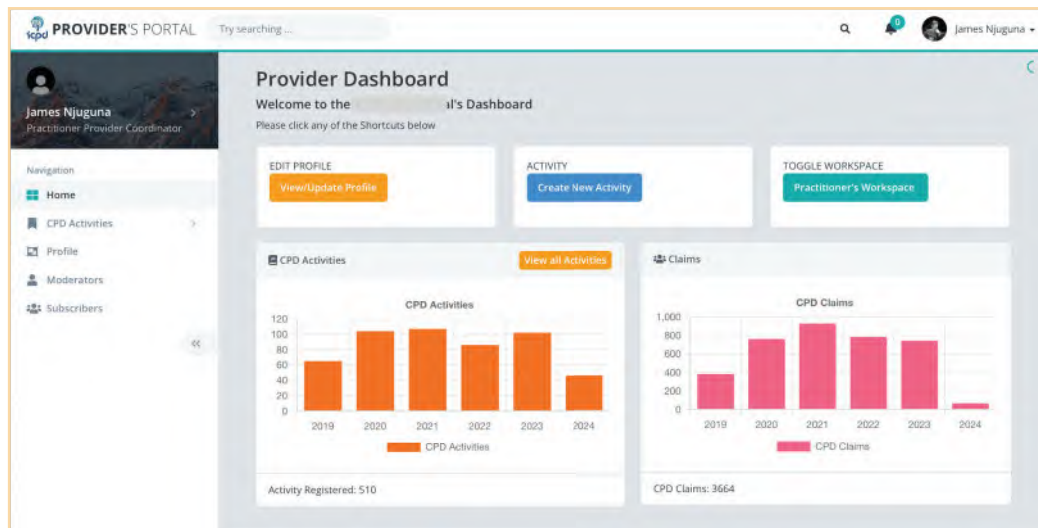 icpd PROVIDER'S PORTAL
Try searching ...
0
James Njuguna
James Njuguna
Practitioner Provider Coordinator
Navigation
Home
CPD Activities
Profile
Moderators
Subscribers
Provider Dashboard
Welcome to the l's Dashboard
Please click any of the Shortcuts below
EDIT PROFILE
View/Update Profile
ACTIVITY
Create New Activity
TOGGLE WORKSPACE
Practitioner's Workspace
CPD Activities
View all Activities
CPD Activities
120
100
80
60
40
20
0
2019 2020 2021 2022 2023 2024
CPD Activities
Activity Registered: 510
Claims
CPD Claims
1,000
800
600
400
200
0
2019 2020 2021 2022 2023 2024
CPD Claims
CPD Claims: 3664